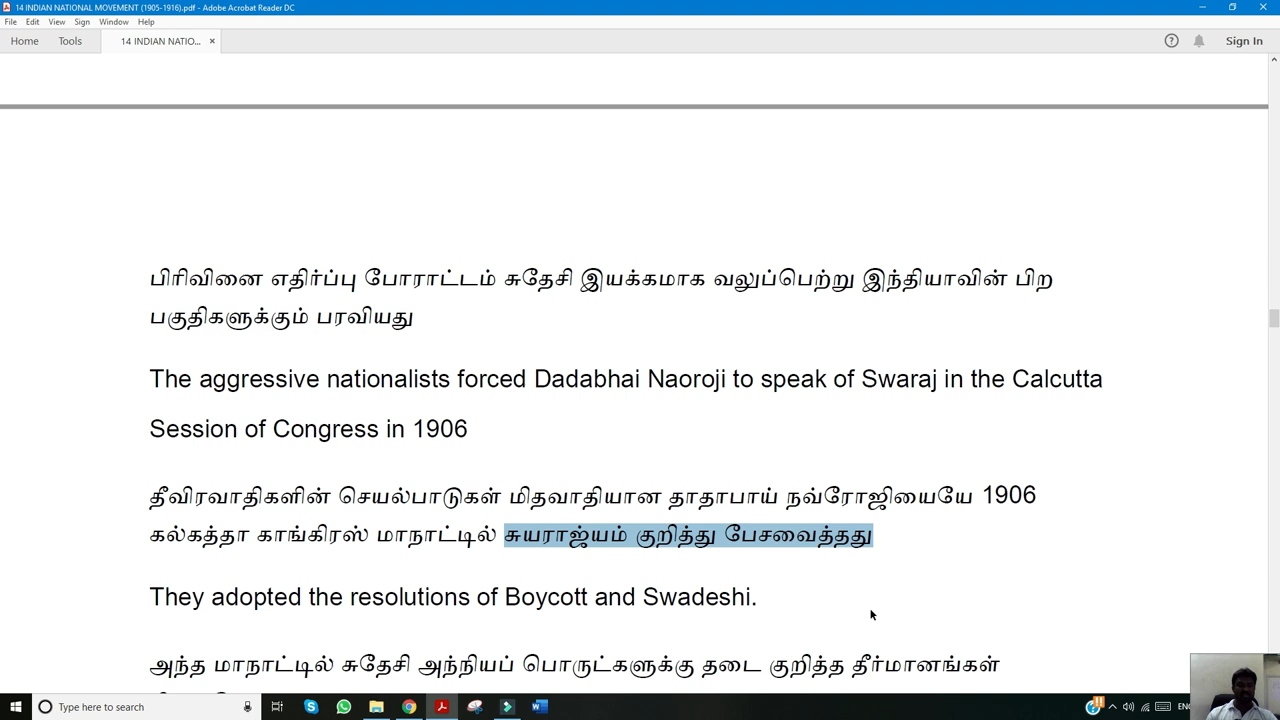 14 INDIAN NATIONAL MOVEMENT (1905-1916).pdf - Adobe Acrobat Reader DC
File Edit View Sign Window Help
Home Tools 14 INDIAN NATIO... × Sign In
பிரிவினை எதிர்ப்பு போராட்டம் சுதேசி இயக்கமாக வலுப்பெற்று இந்தியாவின் பிற
பகுதிகளுக்கும் பரவியது
The aggressive nationalists forced Dadabhai Naoroji to speak of Swaraj in the Calcutta
Session of Congress in 1906
தீவிரவாதிகளின் செயல்பாடுகள் மிதவாதியான தாதாபாய் நவ்ரோஜியையே 1906
கல்கத்தா காங்கிரஸ் மாநாட்டில் சுயராஜ்யம் குறித்து பேசவைத்தது
They adopted the resolutions of Boycott and Swadeshi.
அந்த மாநாட்டில் சுதேசி அந்நியப் பொருட்களுக்கு தடை குறித்த தீர்மானங்கள்
Type here to search